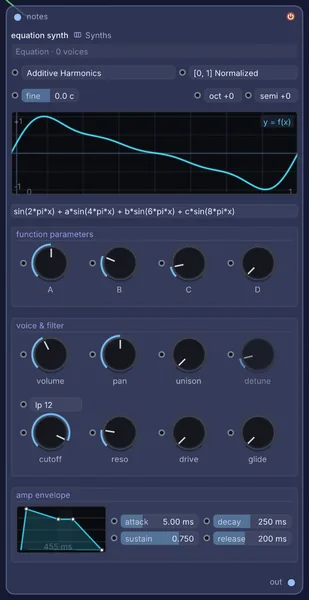 notes
equation synth Synths
Equation · 0 voices
Additive Harmonics [0, 1] Normalized
fine 0.0 c oct +0 semi +0
+1 y = f(x)
-1 0 1
sin(2*pi*x) + a*sin(4*pi*x) + b*sin(6*pi*x) + c*sin(8*pi*x)
function parameters
A B C D
voice & filter
volume pan unison detune
lp 12
cutoff reso drive glide
amp envelope
attack 5.00 ms decay 250 ms
455 ms sustain 0.750 release 200 ms
out